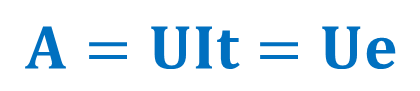 A = UIt = Ue